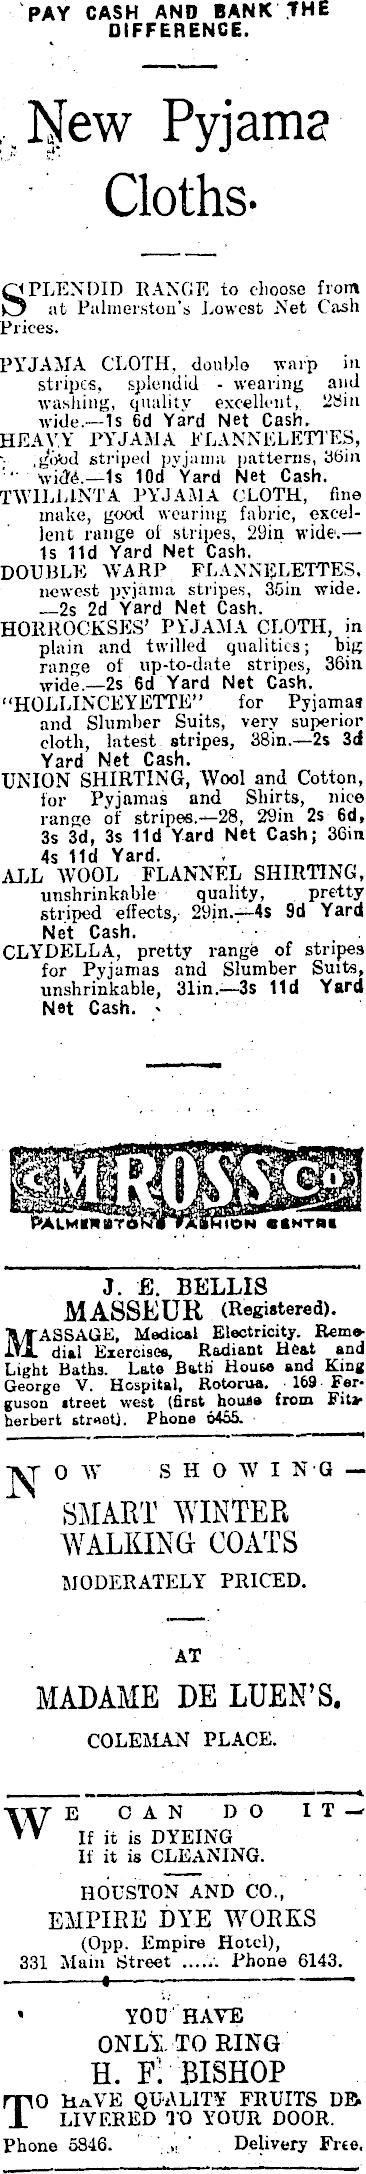 PAY CASH AND BANK THE
DIFFERENCE.
New Pyjama
Cloths.
SPLENDID RANGE to choose from
at Palmerston's Lowest Net Cash
Prices.
PYJAMA CLOTH, double warp in
stripes, splendid - wearing and
washing, quality excellent, 28in
wide.—1s 6d Yard Net Cash.
HEAVY PYJAMA FLANNELETTES,
good striped pyjama patterns, 36in
wide.—1s 10d Yard Net Cash.
TWILLINTA PYJAMA CLOTH, fine
make, good wearing fabric, excel-
lent range of stripes, 29in wide.—
1s 11d Yard Net Cash.
DOUBLE WARP FLANNELETTES,
newest pyjama stripes, 35in wide.
—2s 2d Yard Net Cash.
HORROCKSES' PYJAMA CLOTH, in
plain and twilled qualities; big
range of up-to-date stripes, 36in
wide.—2s 6d Yard Net Cash.
"HOLLINCEYETTE" for Pyjamas
and Slumber Suits, very superior
cloth, latest stripes, 38in.—2s 3d
Yard Net Cash.
UNION SHIRTING, Wool and Cotton,
for Pyjamas and Shirts, nice
range of stripes.—28, 29in 2s 6d,
3s 3d, 3s 11d Yard Net Cash; 36in
4s 11d Yard.
ALL WOOL FLANNEL SHIRTING,
unshrinkable quality, pretty
striped effects, 29in.—4s 9d Yard
Net Cash.
CLYDELLA, pretty range of stripes
for Pyjamas and Slumber Suits,
unshrinkable, 31in.—3s 11d Yard
Net Cash.
C M ROSS Co
PALMERSTONS FASHION CENTRE
J. E. BELLIS
MASSEUR (Registered).
MASSAGE, Medical Electricity. Reme-
dial Exercises, Radiant Heat and
Light Baths. Late Bath House and King
George V. Hospital, Rotorua. 169 Fer-
guson street west (first house from Fitz-
herbert street). Phone 6455.
NOW SHOWING—
SMART WINTER
WALKING COATS
MODERATELY PRICED.
AT
MADAME DE LUEN'S,
COLEMAN PLACE.
WE CAN DO IT—
If it is DYEING
If it is CLEANING.
HOUSTON AND CO.,
EMPIRE DYE WORKS
(Opp. Empire Hotel),
331 Main Street ...... Phone 6143.
YOU HAVE
ONLY TO RING
H. F. BISHOP
TO HAVE QUALITY FRUITS DE-
LIVERED TO YOUR DOOR.
Phone 5846. Delivery Free.